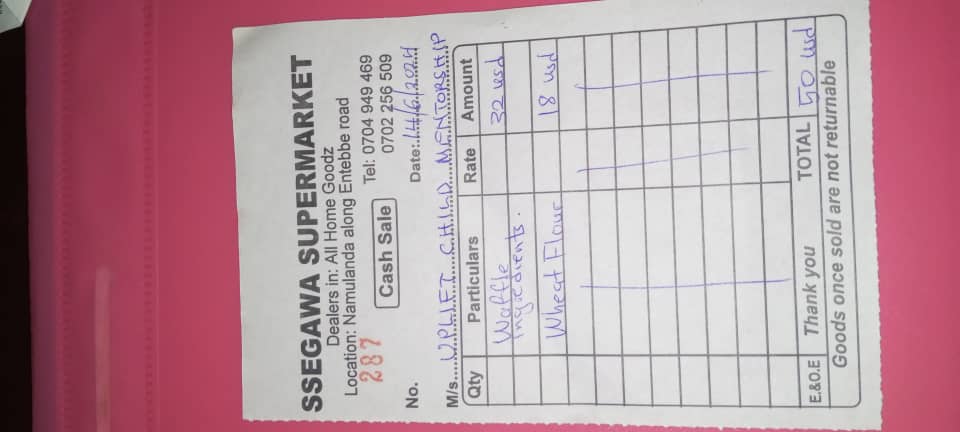 SSEGAWA SUPERMARKET
Dealers in: All Home Goodz
Location: Namulanda along Entebbe road
287
Cash Sale
Tel: 0704 949 469
0702 256 509
No.
Date: 14/6/2024
M/s. UPLIFT CHILD MENTORSHIP
Qty Particulars Rate Amount
Waffle 32 usd
ingredients.
Wheat Flour 18 usd
E.&O.E Thank you TOTAL 50 usd
Goods once sold are not returnable